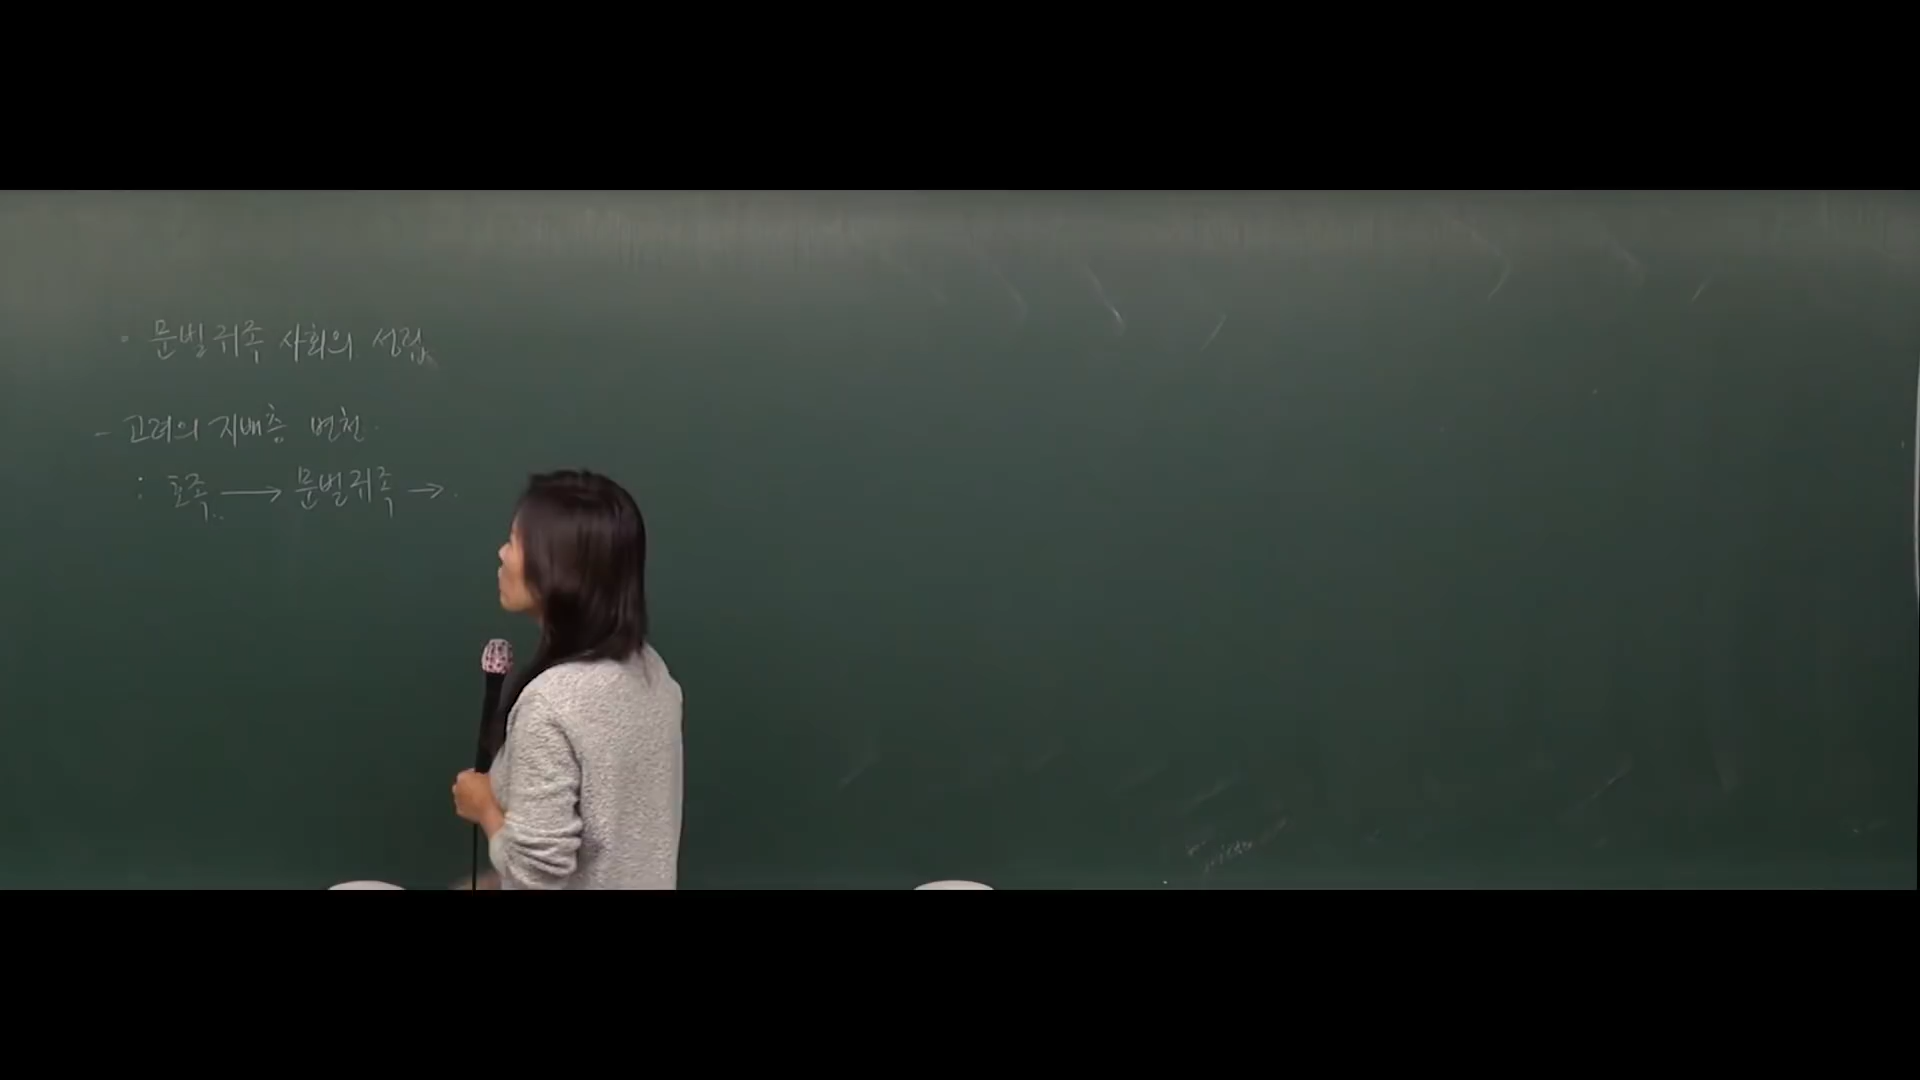 · 문벌귀족 사회의 성립
- 고려의 지배층 변천.
: 호족 → 문벌귀족 →